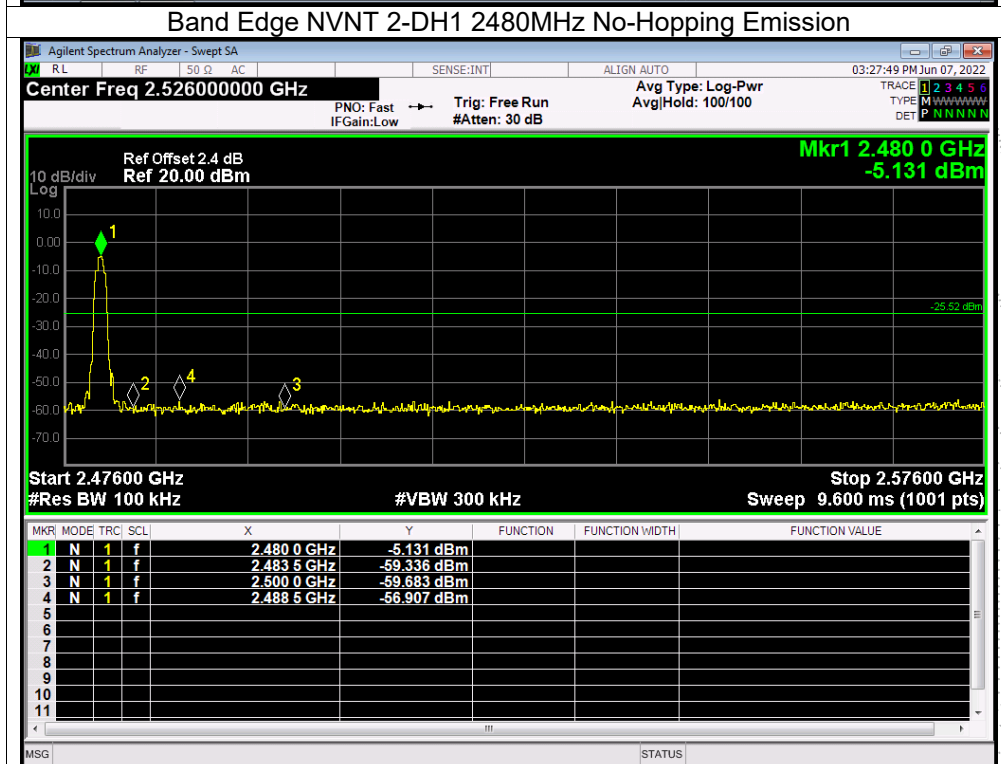 Band Edge NVNT 2-DH1 2480MHz No-Hopping Emission
Agilent Spectrum Analyzer - Swept SA
LXI RL RF 50 Ω AC SENSE:INT ALIGN AUTO 03:27:49 PM Jun 07, 2022
Center Freq 2.526000000 GHz Avg Type: Log-Pwr TRACE 1 2 3 4 5 6
PNO: Fast Trig: Free Run Avg|Hold: 100/100 TYPE M WWWWW
IFGain:Low #Atten: 30 dB DET P N N N N N
Mkr1 2.480 0 GHz
Ref Offset 2.4 dB
10 dB/div Ref 20.00 dBm -5.131 dBm
Log
10.0
1
0.00
-10.0
-20.0
-25.52 dBm
-30.0
-40.0
-50.0
2 4 3
-60.0
-70.0
Start 2.47600 GHz Stop 2.57600 GHz
#Res BW 100 kHz #VBW 300 kHz Sweep 9.600 ms (1001 pts)
MKR MODE TRC SCL X Y FUNCTION FUNCTION WIDTH FUNCTION VALUE
1 N 1 f 2.480 0 GHz -5.131 dBm
2 N 1 f 2.483 5 GHz -59.336 dBm
3 N 1 f 2.500 0 GHz -59.683 dBm
4 N 1 f 2.488 5 GHz -56.907 dBm
5
6
7
8
9
10
11
MSG STATUS